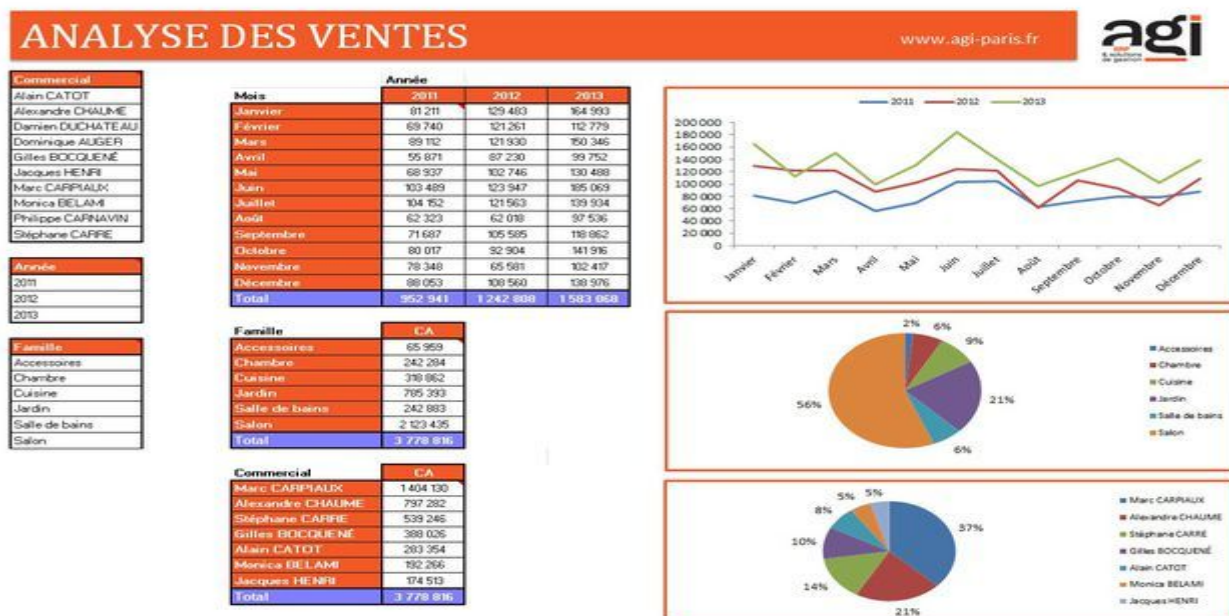 ANALYSE DES VENTES
www.agi-paris.fr
agi
& solutions
de gestion
Commercial
Alain CATOT
Alexandre CHAUME
Damien DUCHATEAU
Dominique AUGER
Gilles BOCQUENÉ
Jacques HENRI
Marc CARPIAUX
Monica BELAMI
Philippe CARNAVIN
Stéphane CARRE
Année
2011
2012
2013
Famille
Accessoires
Chambre
Cuisine
Jardin
Salle de bains
Salon
Année
Mois 2011 2012 2013
Janvier 81 211 129 483 164 993
Février 69 740 121 261 112 779
Mars 89 112 121 930 150 346
Avril 55 871 87 230 99 752
Mai 68 937 102 746 130 488
Juin 103 489 123 947 185 069
Juillet 104 152 121 563 139 934
Août 62 323 62 018 97 536
Septembre 71 687 105 585 118 862
Octobre 80 017 92 904 141 916
Novembre 78 348 65 581 102 417
Décembre 88 053 108 560 138 976
Total 952 941 1 242 808 1 583 068
Famille CA
Accessoires 65 959
Chambre 242 284
Cuisine 318 862
Jardin 785 393
Salle de bains 242 883
Salon 2 123 435
Total 3 778 816
Commercial CA
Marc CARPIAUX 1 404 130
Alexandre CHAUME 797 282
Stéphane CARRE 539 246
Gilles BOCQUENÉ 388 026
Alain CATOT 283 354
Monica BELAMI 192 266
Jacques HENRI 174 513
Total 3 778 816
2011 2012 2013
200 000
180 000
160 000
140 000
120 000
100 000
80 000
60 000
40 000
20 000
0
Janvier
Février
Mars
Avril
Mai
Juin
Juillet
Août
Septembre
Octobre
Novembre
Décembre
2%
6%
9%
21%
6%
56%
Accessoires
Chambre
Cuisine
Jardin
Salle de bains
Salon
5%
5%
8%
10%
14%
21%
37%
Marc CARPIAUX
Alexandre CHAUME
Stéphane CARRE
Gilles BOCQUENÉ
Alain CATOT
Monica BELAMI
Jacques HENRI